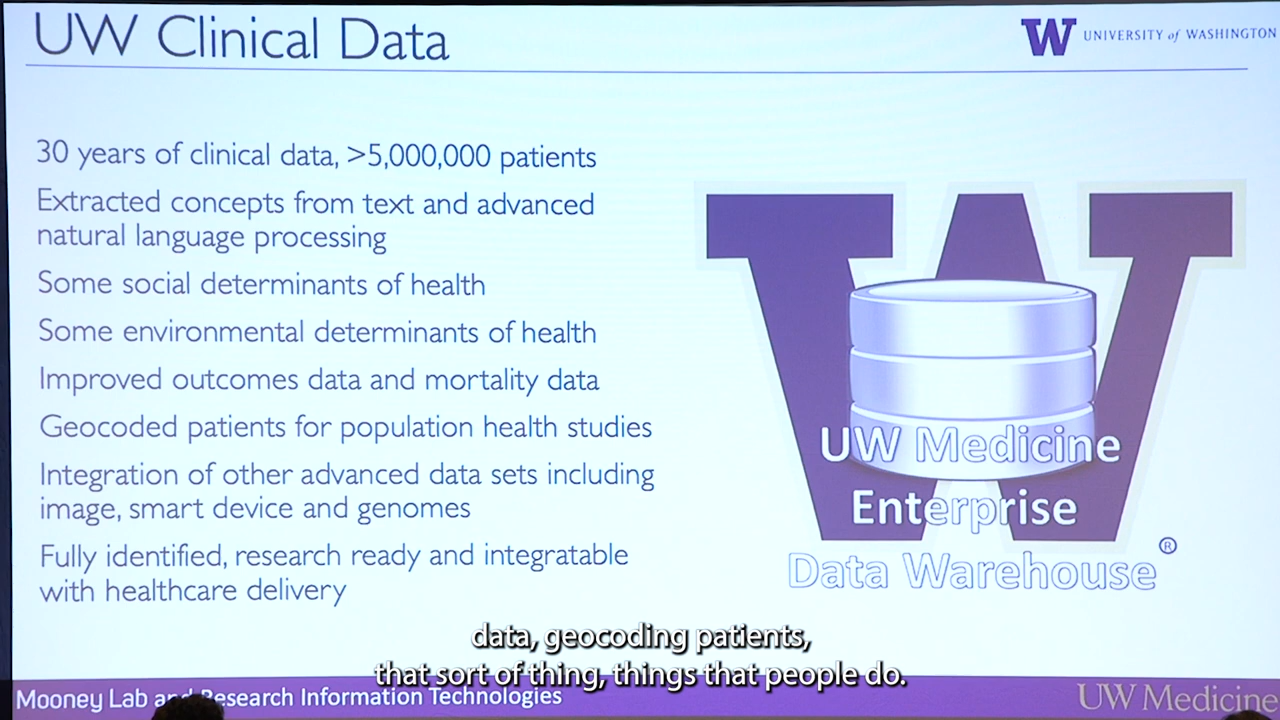 UW Clinical Data
W UNIVERSITY of WASHINGTON
30 years of clinical data, >5,000,000 patients
Extracted concepts from text and advanced
natural language processing
Some social determinants of health
Some environmental determinants of health
Improved outcomes data and mortality data
Geocoded patients for population health studies
Integration of other advanced data sets including
image, smart device and genomes
Fully identified, research ready and integratable
with healthcare delivery
W
UW Medicine
Enterprise
Data Warehouse®
data, geocoding patients,
that sort of thing, things that people do.
Mooney Lab and Research Information Technologies
UW Medicine